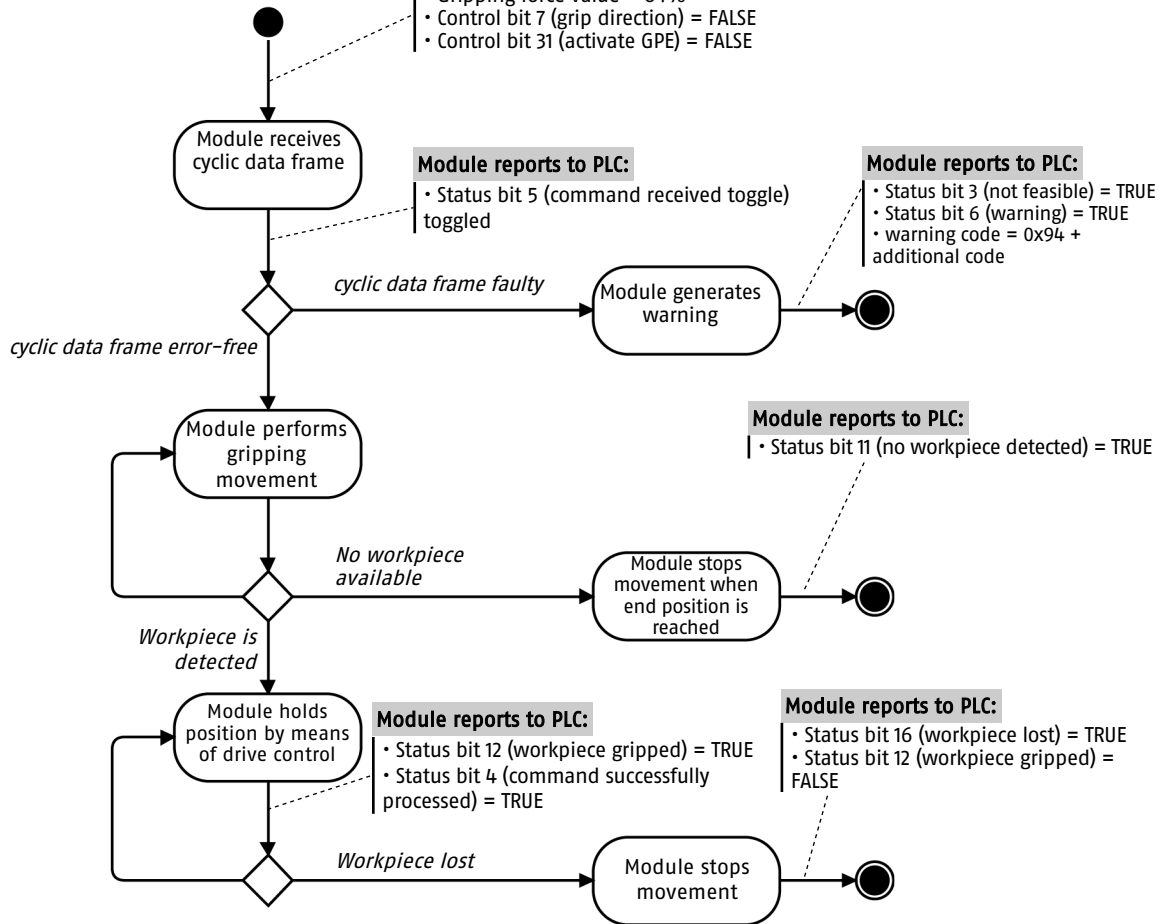 • Control bit 7 (grip direction) = FALSE
• Control bit 31 (activate GPE) = FALSE
Module receives
cyclic data frame
Module reports to PLC:
• Status bit 5 (command received toggle)
toggled
Module reports to PLC:
• Status bit 3 (not feasible) = TRUE
• Status bit 6 (warning) = TRUE
• warning code = 0x94 +
additional code
cyclic data frame faulty
Module generates
warning
cyclic data frame error-free
Module performs
gripping
movement
Module reports to PLC:
• Status bit 11 (no workpiece detected) = TRUE
No workpiece
available
Module stops
movement when
end position is
reached
Workpiece is
detected
Module holds
position by means
of drive control
Module reports to PLC:
• Status bit 12 (workpiece gripped) = TRUE
• Status bit 4 (command successfully
processed) = TRUE
Module reports to PLC:
• Status bit 16 (workpiece lost) = TRUE
• Status bit 12 (workpiece gripped) =
FALSE
Workpiece lost
Module stops
movement